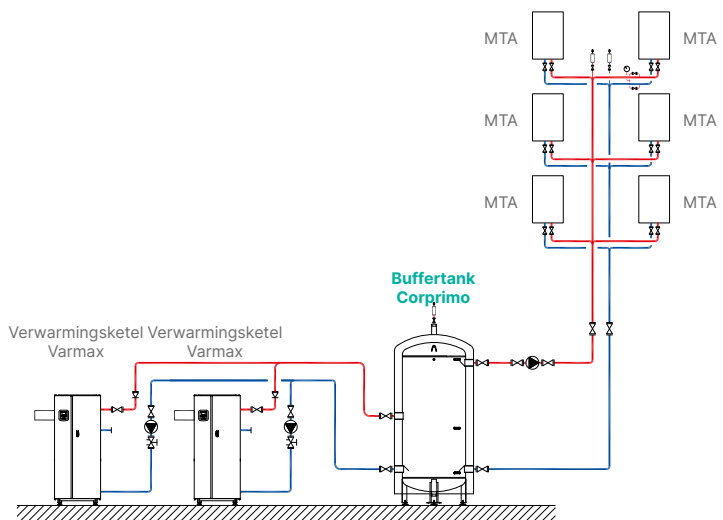 MTA
MTA
MTA
MTA
MTA
MTA
Buffertank
Corprimo
Verwarmingsketel
Varmax
Verwarmingsketel
Varmax